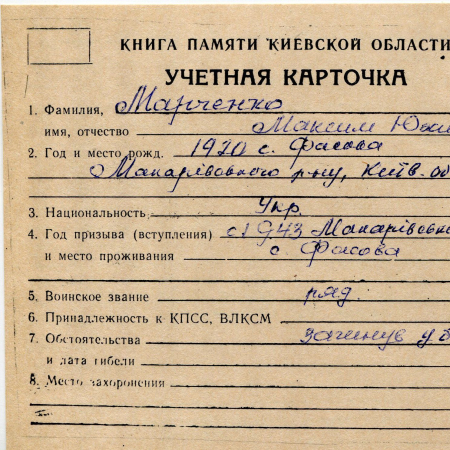 КНИГА ПАМЯТИ КИЕВСКОЙ ОБЛАСТИ
УЧЕТНАЯ КАРТОЧКА
1. Фамилия, Марченко
имя, отчество Максим
2. Год и место рожд. 1920 с. Фасова
Макарівського р-ну, Київ. об
3. Национальность Укр.
4. Год призыва (вступления) с 1943 Макарівськ
и место проживания с Фасова
5. Воинское звание ряд.
6. Принадлежность к КПСС, ВЛКСМ
7. Обстоятельства загинув у б
и дата гибели
8. Место захоронения